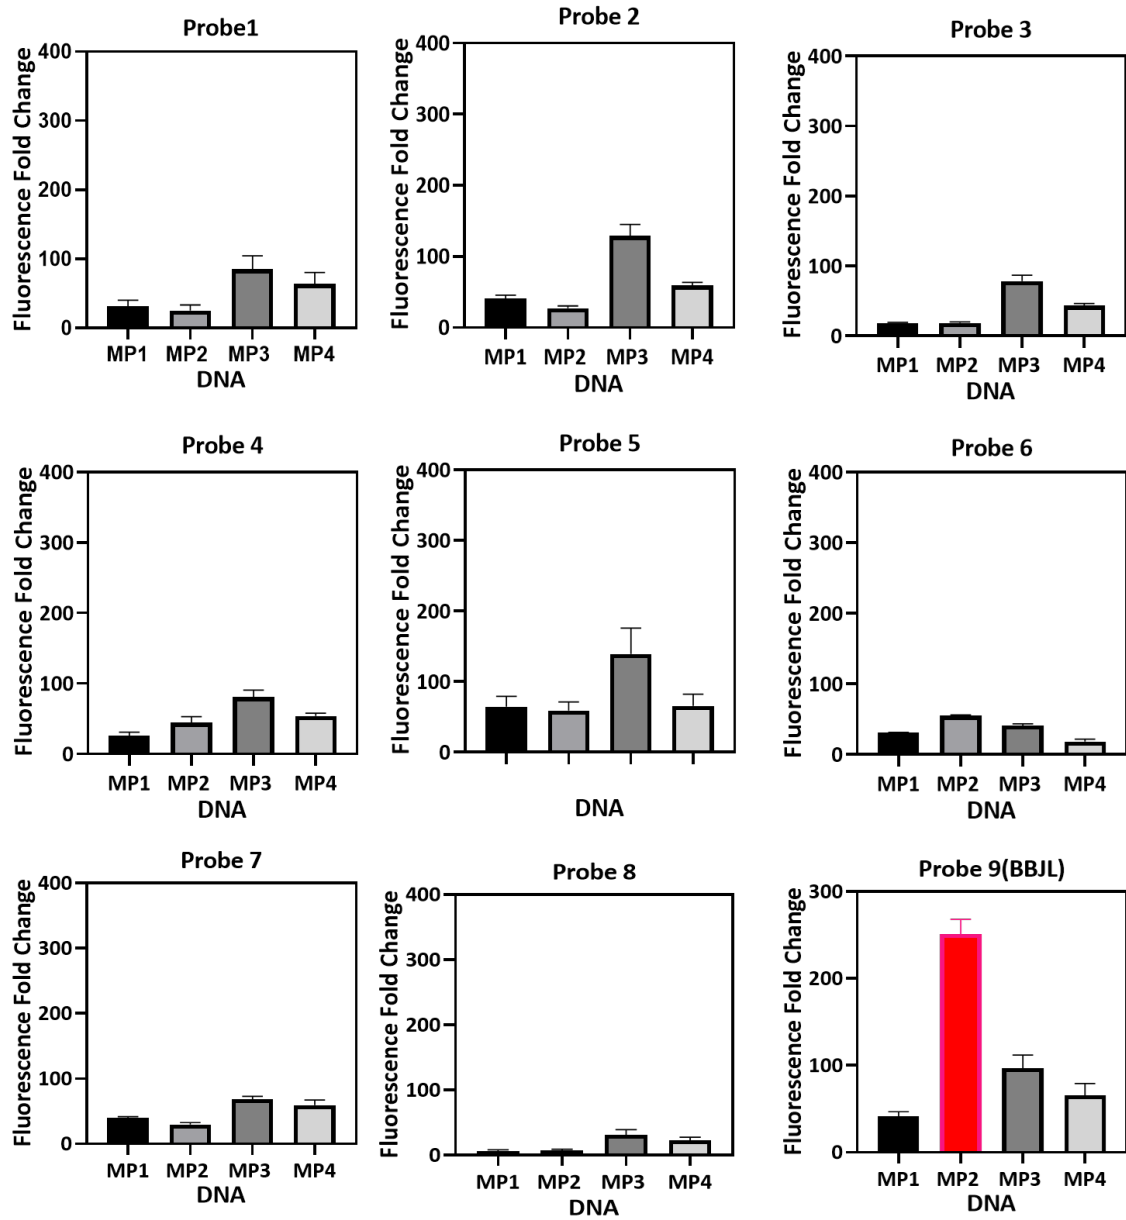 Probe1
Fluorescence Fold Change
400
300
200
100
0
MP1 MP2 MP3 MP4
DNA
Probe 2
Fluorescence Fold Change
400
300
200
100
0
MP1 MP2 MP3 MP4
DNA
Probe 3
Fluorescence Fold Change
400
300
200
100
0
MP1 MP2 MP3 MP4
DNA
Probe 4
Fluorescence Fold Change
400
300
200
100
0
MP1 MP2 MP3 MP4
DNA
Probe 5
Fluorescence Fold Change
400
300
200
100
0
DNA
Probe 6
Fluorescence Fold Change
400
300
200
100
0
MP1 MP2 MP3 MP4
DNA
Probe 7
Fluorescence Fold Change
400
300
200
100
0
MP1 MP2 MP3 MP4
DNA
Probe 8
Fluorescence Fold Change
400
300
200
100
0
MP1 MP2 MP3 MP4
DNA
Probe 9(BBJL)
Fluorescence Fold Change
300
200
100
0
MP1 MP2 MP3 MP4
DNA